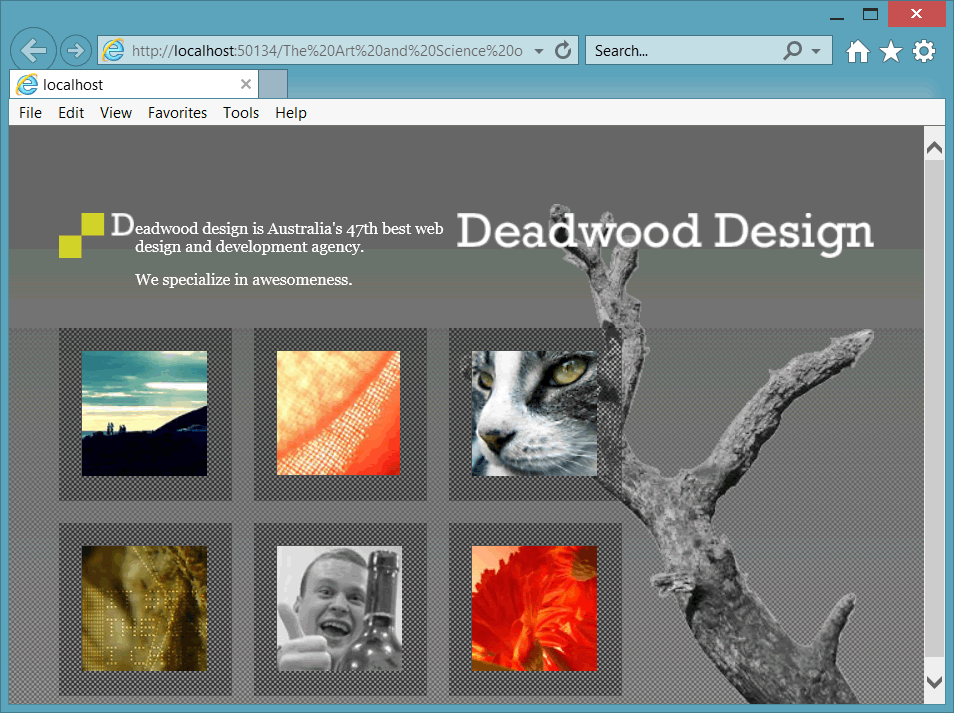 http://localhost:50134/The%20Art%20and%20Science%20o
Search...
localhost
File Edit View Favorites Tools Help
Deadwood design is Australia's 47th best web
design and development agency.
We specialize in awesomeness.
Deadwood Design
THE